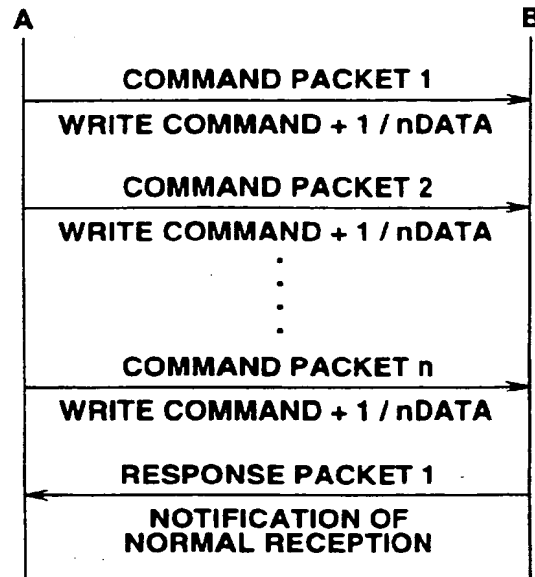 A B
COMMAND PACKET 1
WRITE COMMAND + 1 / nDATA
COMMAND PACKET 2
WRITE COMMAND + 1 / nDATA
COMMAND PACKET n
WRITE COMMAND + 1 / nDATA
RESPONSE PACKET 1
NOTIFICATION OF
NORMAL RECEPTION